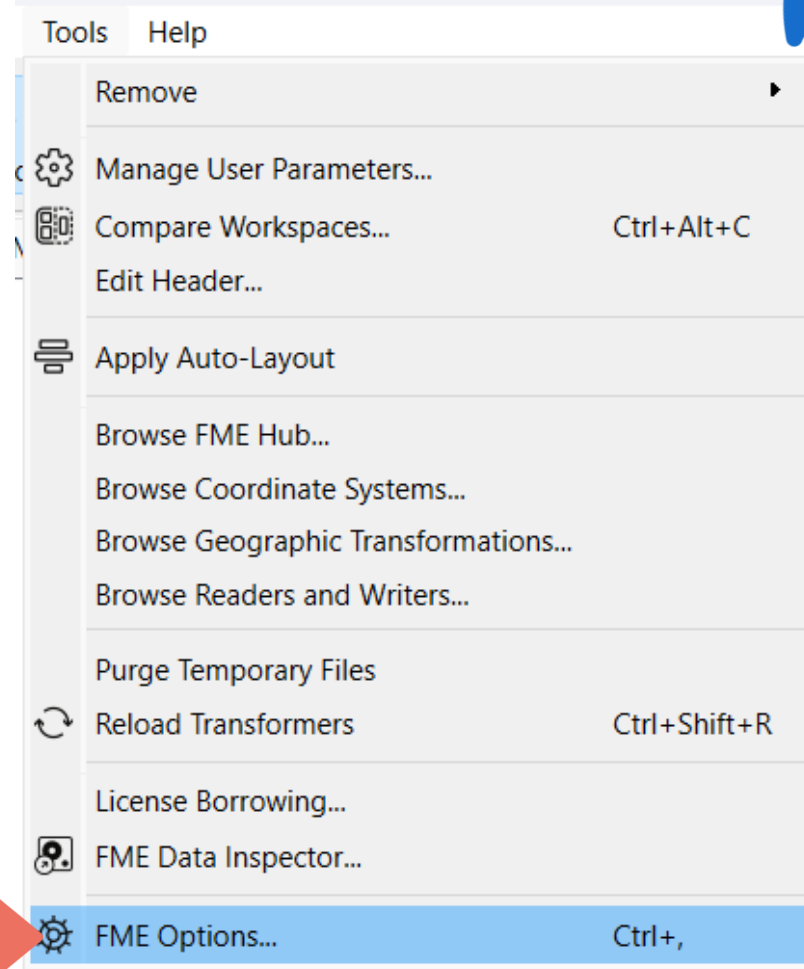 Tools Help
Remove
Manage User Parameters...
Compare Workspaces... Ctrl+Alt+C
Edit Header...
Apply Auto-Layout
Browse FME Hub...
Browse Coordinate Systems...
Browse Geographic Transformations...
Browse Readers and Writers...
Purge Temporary Files
Reload Transformers Ctrl+Shift+R
License Borrowing...
FME Data Inspector...
FME Options... Ctrl+,